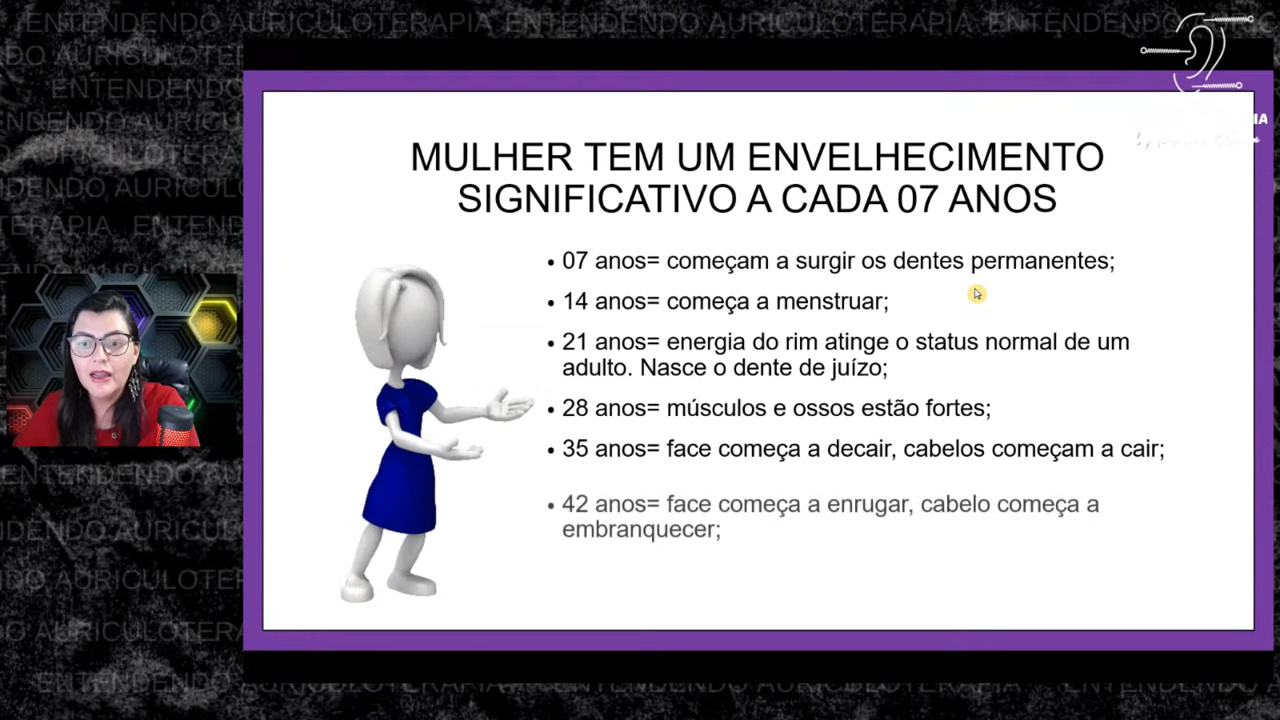 ENTENDENDO AURICULOTERAPIA ENTENDENDO AURICULOTERAPIA ENTENDENDO
MULHER TEM UM ENVELHECIMENTO
SIGNIFICATIVO A CADA 07 ANOS
• 07 anos= começam a surgir os dentes permanentes;
• 14 anos= começa a menstruar;
• 21 anos= energia do rim atinge o status normal de um
adulto. Nasce o dente de juízo;
• 28 anos= músculos e ossos estão fortes;
• 35 anos= face começa a decair, cabelos começam a cair;
• 42 anos= face começa a enrugar, cabelo começa a
embranquecer;